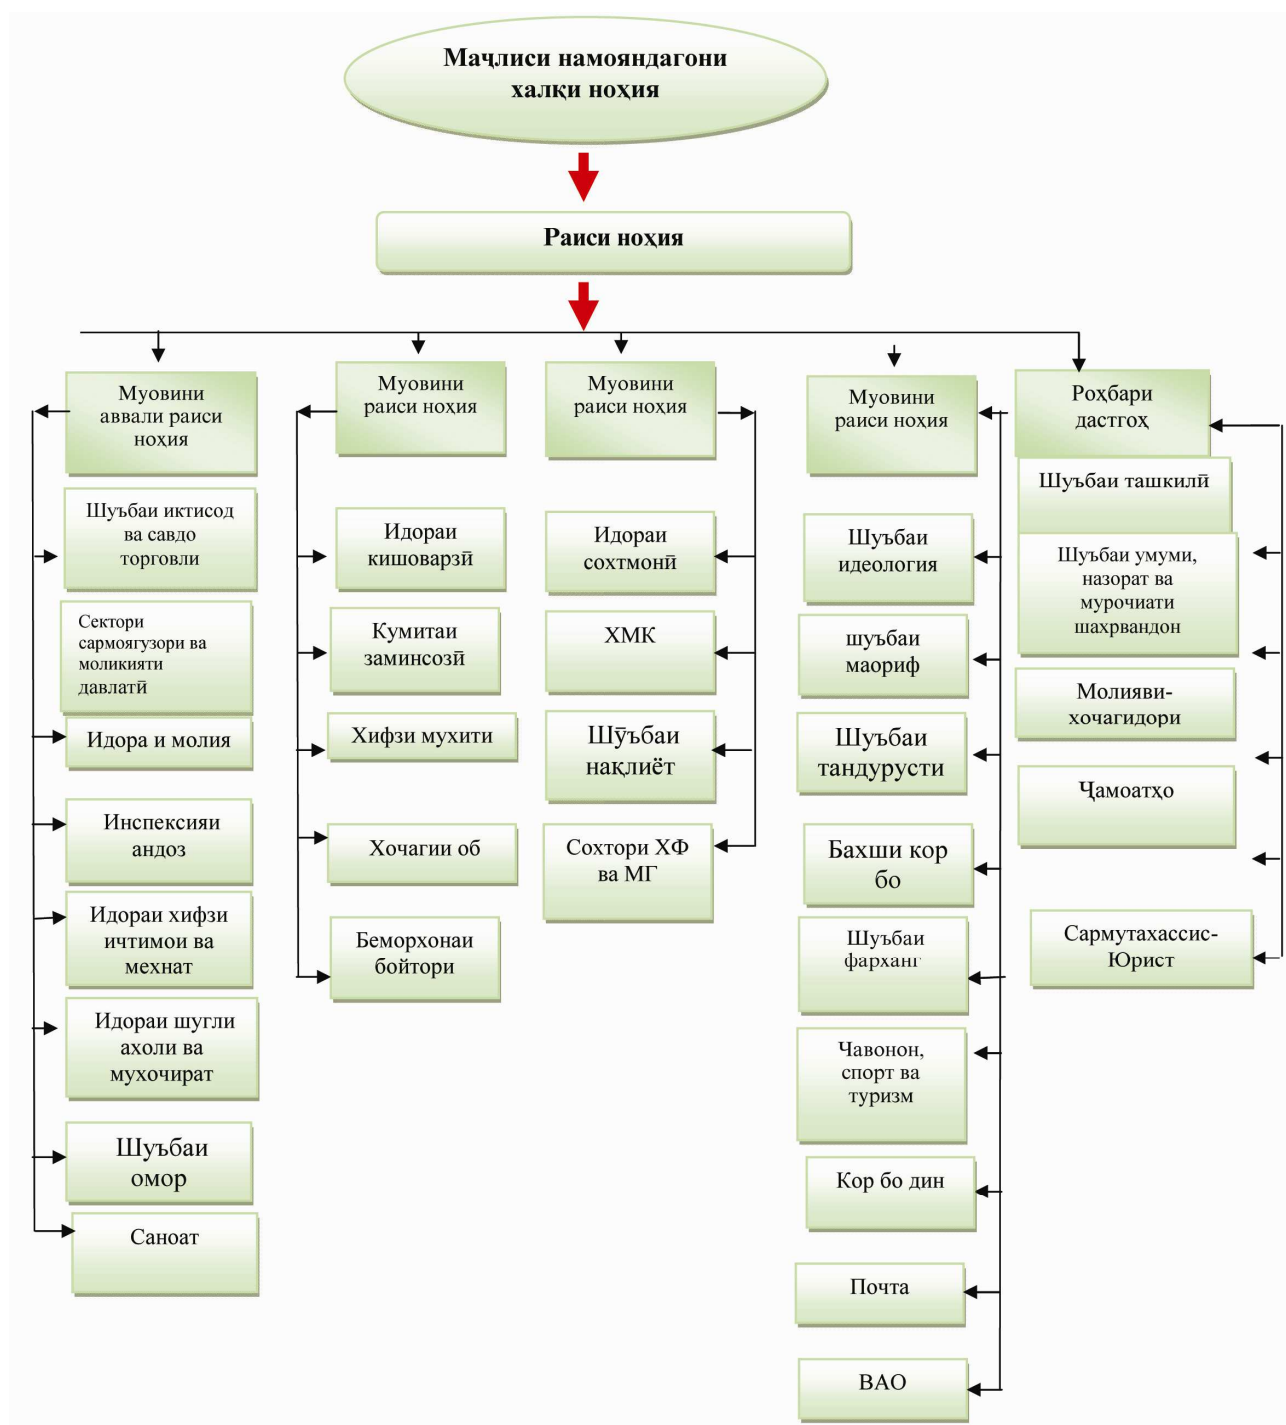 Маҷлиси намояндагони
халқи ноҳия
Раиси ноҳия
Муовини
аввали раиси
ноҳия
Шуъбаи иктисод
ва савдо
торговли
Сектори
сармоягузори ва
моликияти
давлатӣ
Идора и молия
Инспексияи
андоз
Идораи хифзи
ичтимои ва
мехнат
Идораи шугли
ахоли ва
мухочират
Шуъбаи
омор
Саноат
Муовини
раиси ноҳия
Идораи
кишоварзӣ
Кумитаи
заминсозӣ
Хифзи мухити
Хочагии об
Беморхонаи
бойтори
Муовини
раиси ноҳия
Идораи
сохтмонӣ
ХМК
Шӯъбаи
нақлиёт
Сохтори ХФ
ва МГ
Муовини
раиси ноҳия
Шуъбаи
идеология
шуъбаи
маориф
Шуъбаи
тандурусти
Бахши кор
бо
Шуъбаи
фарханг
Чавонон,
спорт ва
туризм
Кор бо дин
Почта
ВАО
Роҳбари
дастгоҳ
Шуъбаи ташкилӣ
Шуъбаи умуми,
назорат ва
мурочиати
шахрвандон
Молияви-
хочагидори
Ҷамоатҳо
Сармутахассис-
Юрист